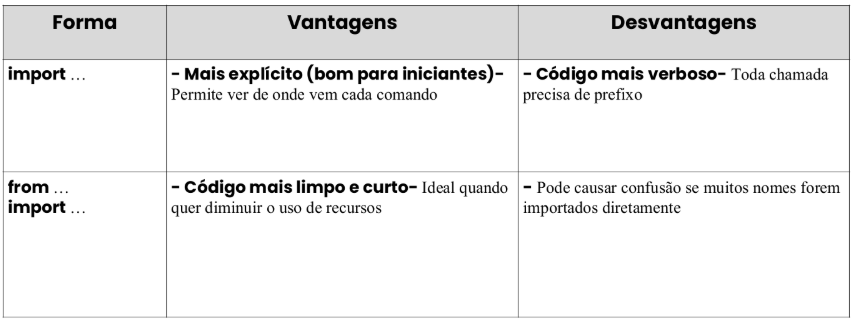 Forma
Vantagens
Desvantagens
import …
- Mais explícito (bom para iniciantes)-
Permite ver de onde vem cada comando
- Código mais verboso- Toda chamada
precisa de prefixo
from …
import …
- Código mais limpo e curto- Ideal quando
quer diminuir o uso de recursos
- Pode causar confusão se muitos nomes forem
importados diretamente